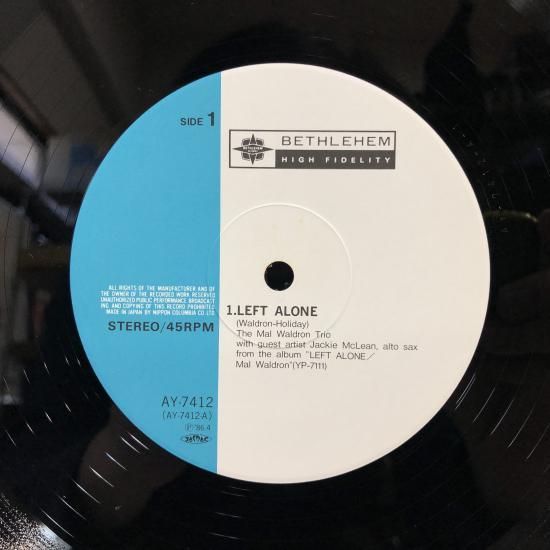 SIDE 1
BETHLEHEM
BETHLEHEM
HIGH FIDELITY
ALL RIGHTS OF THE MANUFACTURER AND OF
THE OWNER OF THE RECORDED WORK RESERVED
UNAUTHORIZED PUBLIC PERFORMANCE BROADCAST
ING AND COPYING OF THIS RECORD PROHIBITED
MADE IN JAPAN BY NIPPON COLUMBIA CO LTD
STEREO/45RPM
1.LEFT ALONE
(Waldron-Holiday)
The Mal Waldron Trio
with guest artist Jackie McLean, alto sax
from the album "LEFT ALONE/
Mal Waldron"(YP-7111)
AY-7412
(AY-7412-A)
Ⓟ'86.4